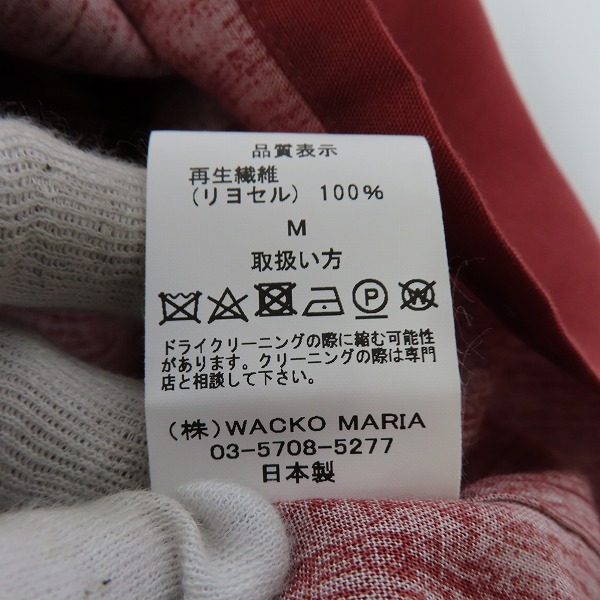 品質表示
再生繊維
(リヨセル) 100%
M
取扱い方
P W
ドライクリーニングの際に縮む可能性
があります。クリーニングの際は専門
店と相談して下さい。
(株)WACKO MARIA
03-5708-5277
日本製